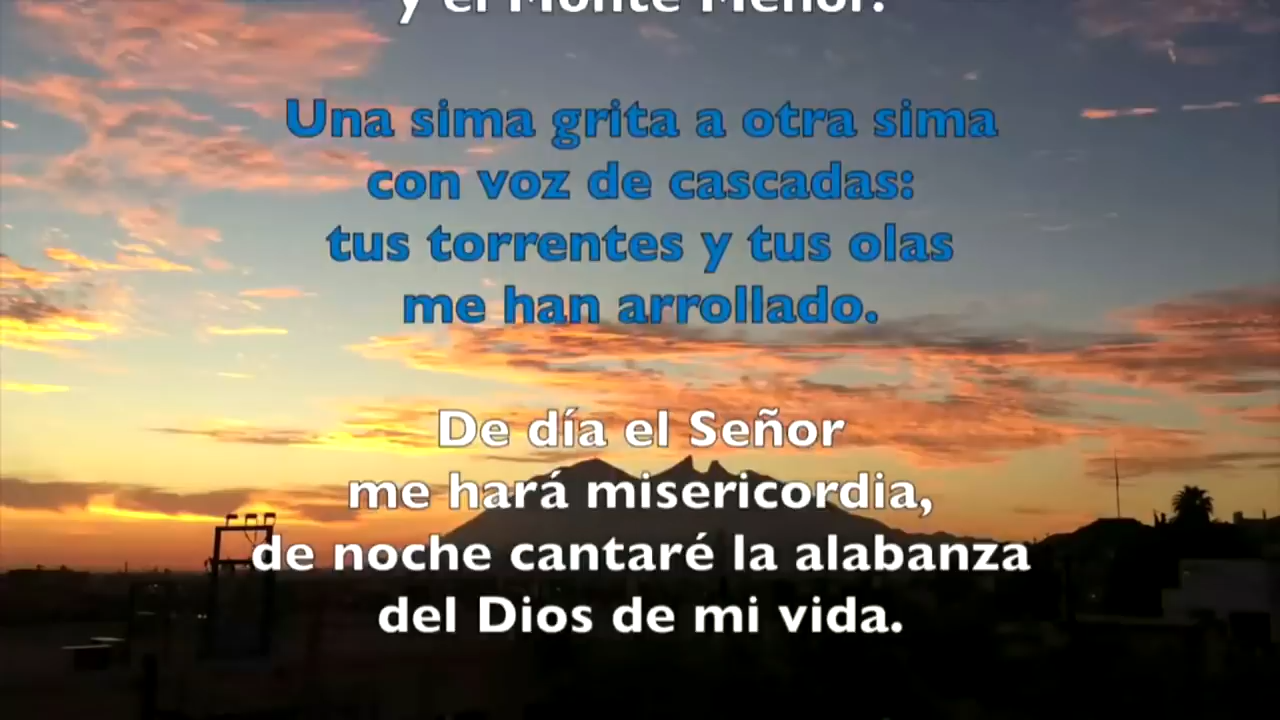 y el Monte Menor.
Una sima grita a otra sima
con voz de cascadas:
tus torrentes y tus olas
me han arrollado.
De día el Señor
me hará misericordia,
de noche cantaré la alabanza
del Dios de mi vida.